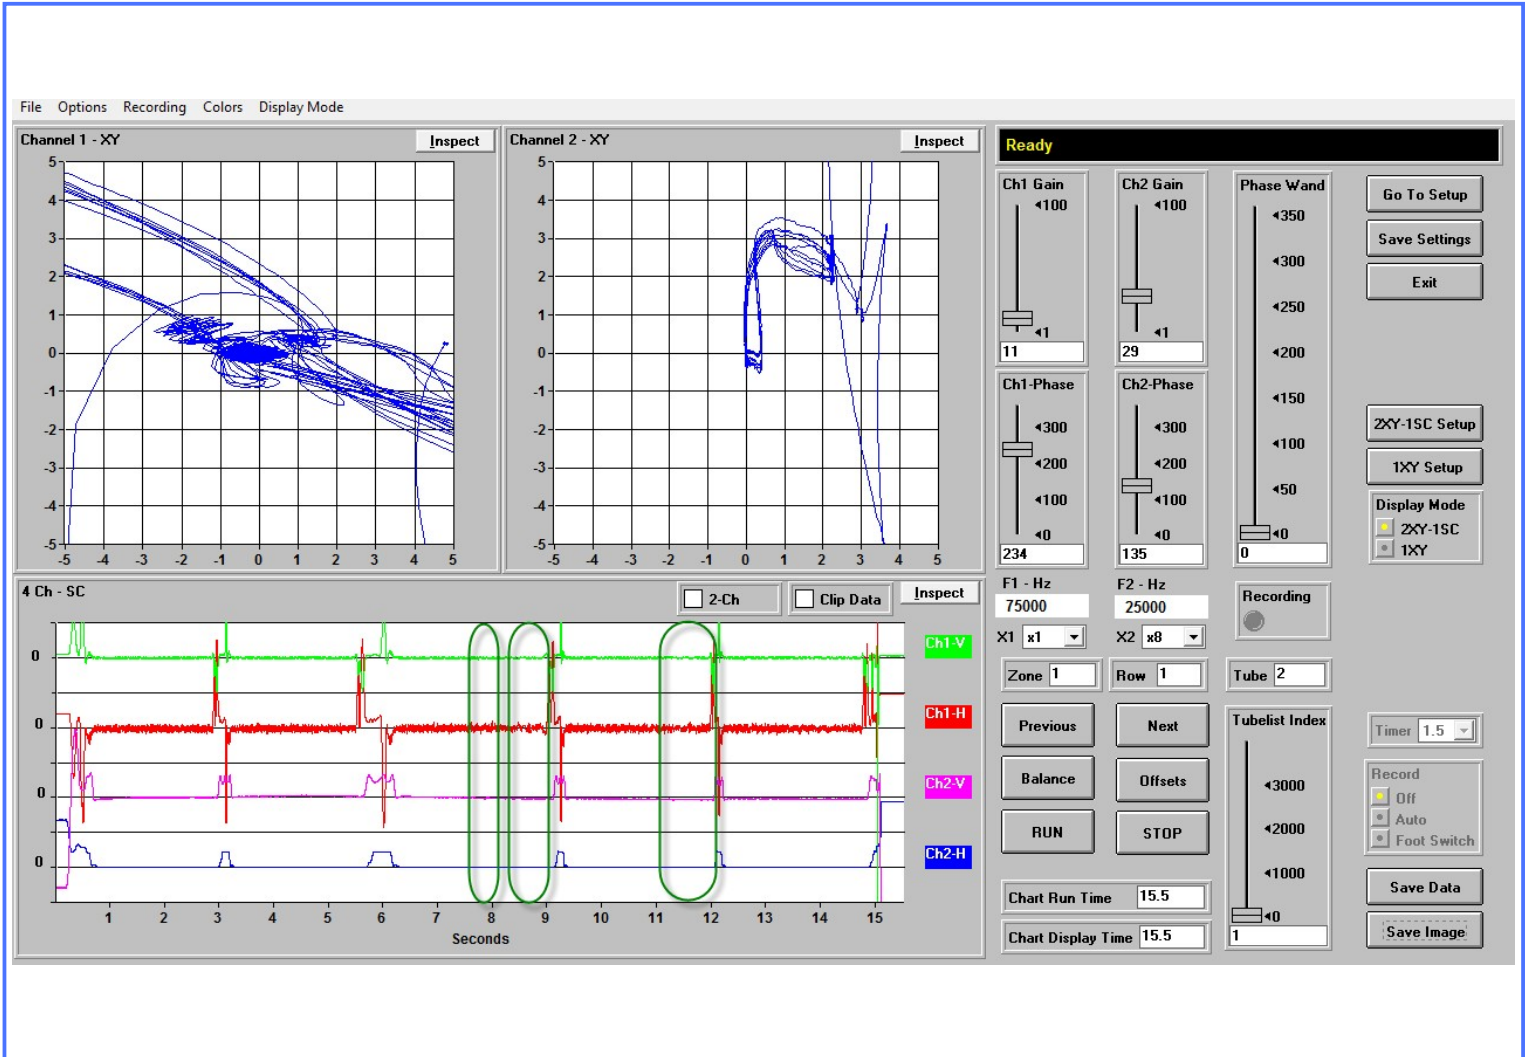 File Options Recording Colors Display Mode
Channel 1 - XY
Inspect
5
4
3
2
1
0
-1
-2
-3
-4
-5
-5 -4 -3 -2 -1 0 1 2 3 4 5
Channel 2 - XY
Inspect
5
4
3
2
1
0
-1
-2
-3
-4
-5
-5 -4 -3 -2 -1 0 1 2 3 4 5
4 Ch - SC
2-Ch
Clip Data
Inspect
0
0
0
0
Ch1-V
Ch1-H
Ch2-V
Ch2-H
1 2 3 4 5 6 7 8 9 10 11 12 13 14 15
Seconds
Ready
Ch1 Gain
100
1
11
Ch2 Gain
100
1
29
Phase Wand
350
300
250
200
150
100
50
0
0
Ch1-Phase
300
200
100
0
234
Ch2-Phase
300
200
100
0
135
Go To Setup
Save Settings
Exit
2XY-1SC Setup
1XY Setup
Display Mode
2XY-1SC
1XY
F1 - Hz
75000
F2 - Hz
25000
Recording
X1 x1
X2 x8
Zone 1
Row 1
Tube 2
Previous
Next
Balance
Offsets
RUN
STOP
Tubelist Index
3000
2000
1000
0
1
Timer 1.5
Record
Off
Auto
Foot Switch
Chart Run Time 15.5
Chart Display Time 15.5
Save Data
Save Image